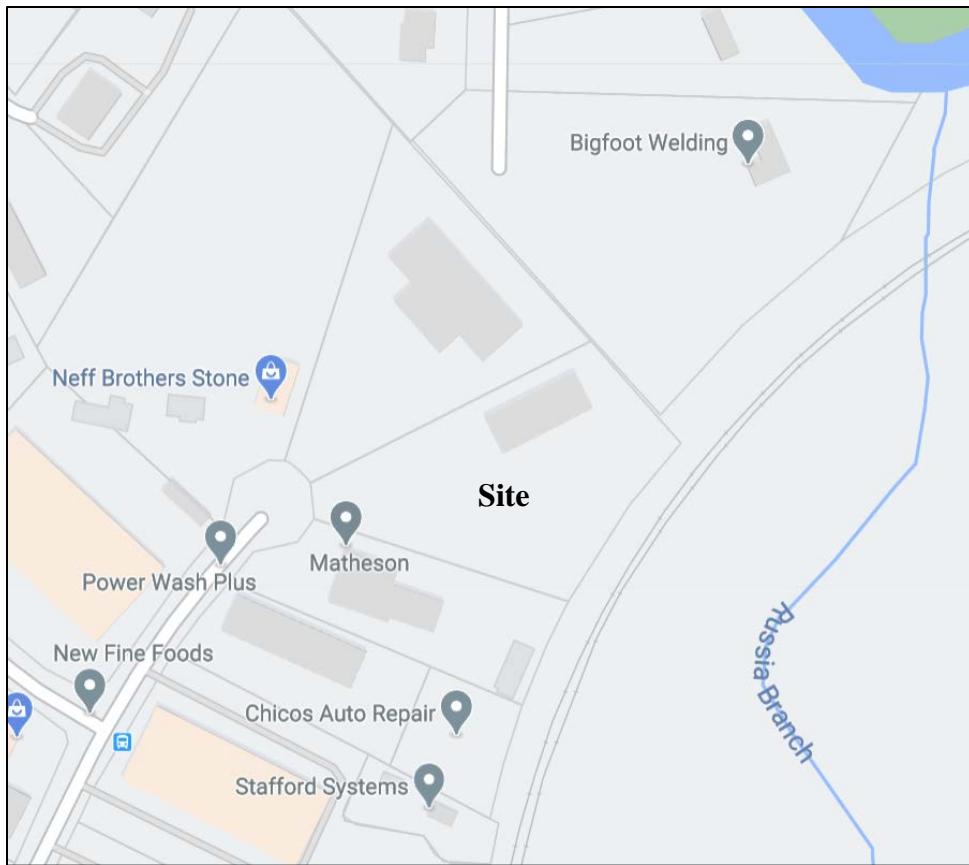 Bigfoot Welding
Neff Brothers Stone
Site
Matheson
Power Wash Plus
New Fine Foods
Chicos Auto Repair
Stafford Systems
Russia Branch